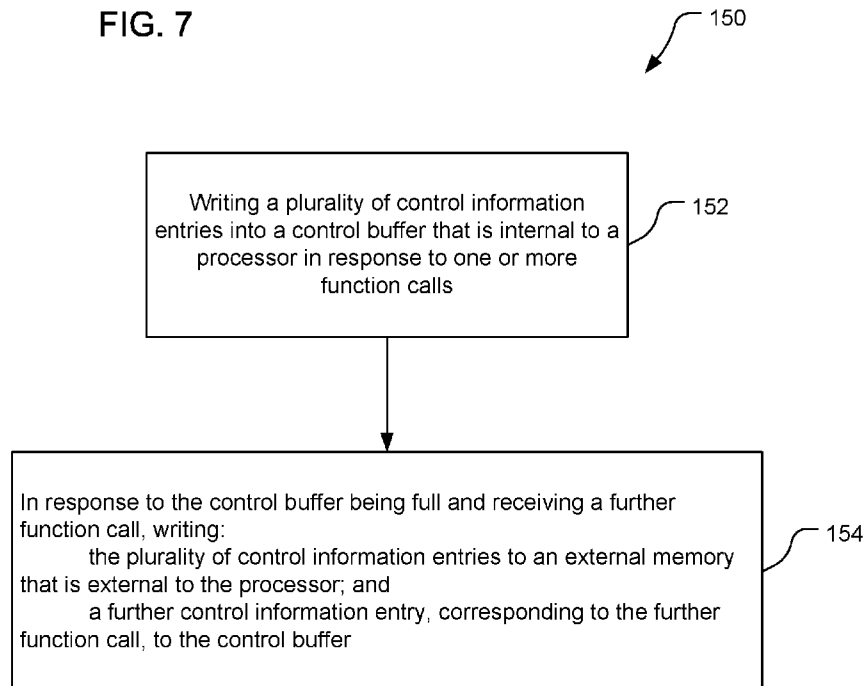 FIG. 7
150
Writing a plurality of control information
entries into a control buffer that is internal to a
processor in response to one or more
function calls
152
In response to the control buffer being full and receiving a further
function call, writing:
the plurality of control information entries to an external memory
that is external to the processor; and
a further control information entry, corresponding to the further
function call, to the control buffer
154